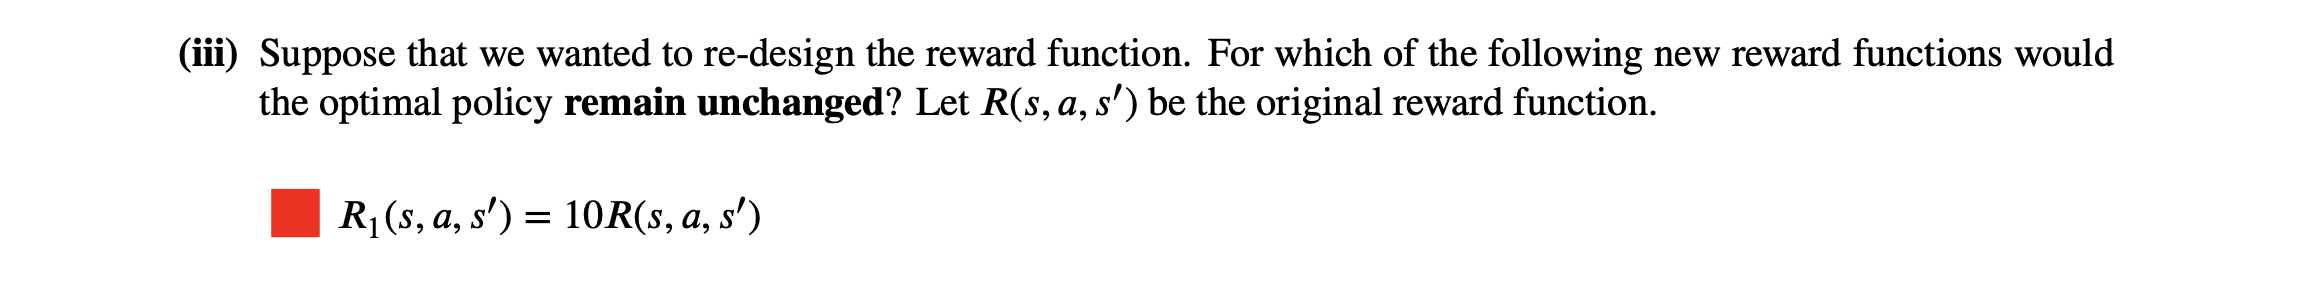 (iii) Suppose that we wanted to re-design the reward function. For which of the following new reward functions would
the optimal policy remain unchanged? Let R(s, a, s′) be the original reward function.
R₁(s, a, s′) = 10R(s, a, s′)